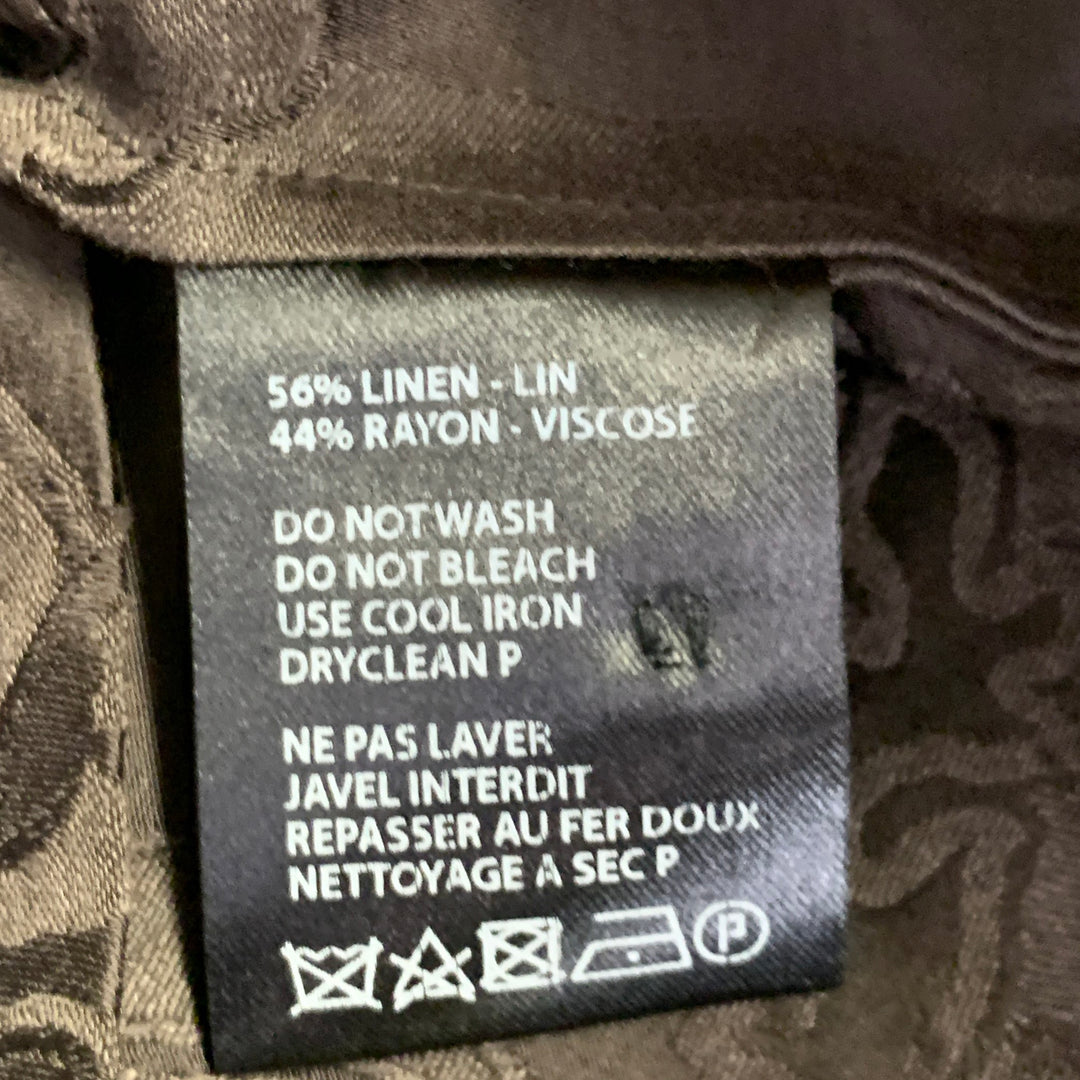 56% LINEN - LIN
44% RAYON - VISCOSE
DO NOT WASH
DO NOT BLEACH
USE COOL IRON
DRYCLEAN P
NE PAS LAVER
JAVEL INTERDIT
REPASSER AU FER DOUX
NETTOYAGE A SEC P
P